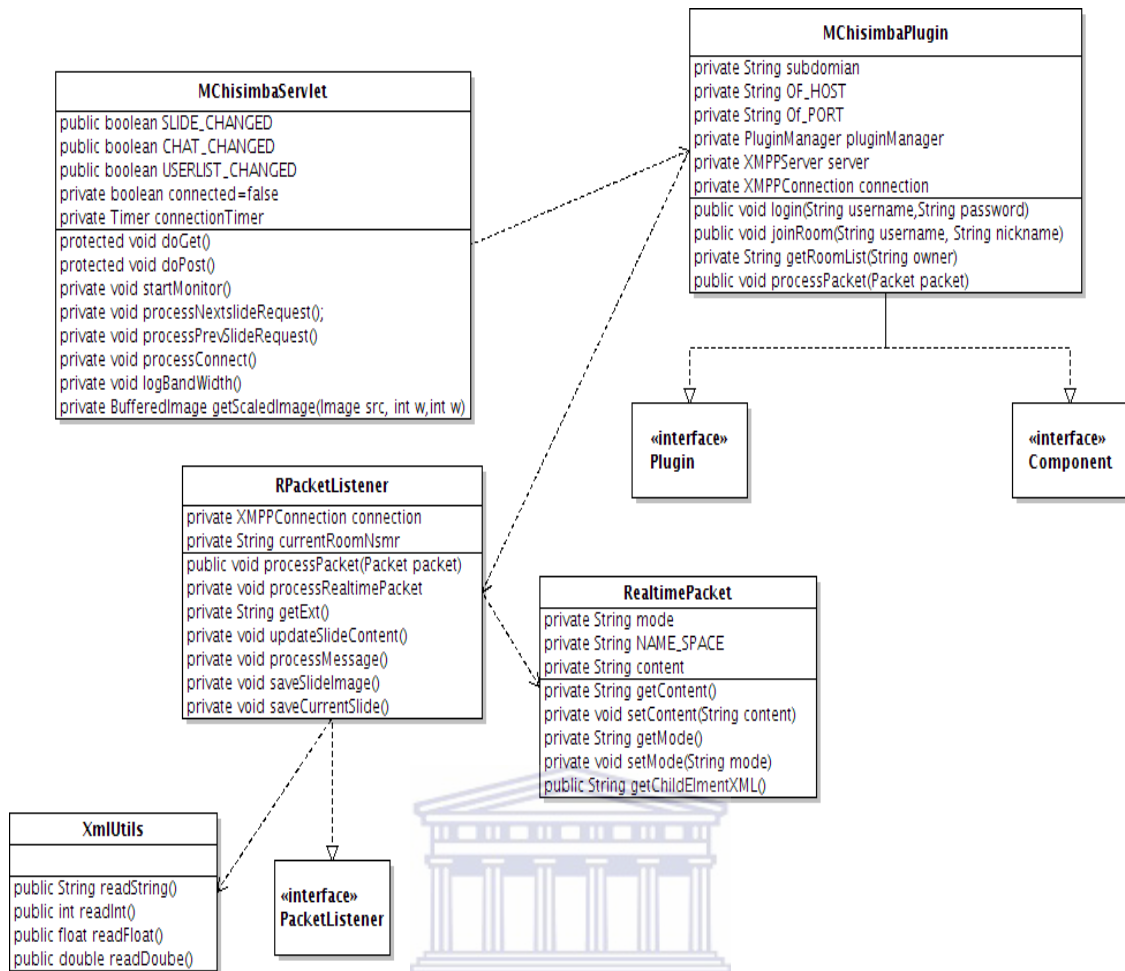 MChisimbaPlugin
private String subdomian
private String OF_HOST
private String Of_PORT
private PluginManager pluginManager
private XMPPServer server
private XMPPConnection connection
public void login(String username,String password)
public void joinRoom(String username, String nickname)
private String getRoomList(String owner)
public void processPacket(Packet packet)
MChisimbaServlet
public boolean SLIDE_CHANGED
public boolean CHAT_CHANGED
public boolean USERLIST_CHANGED
private boolean connected=false
private Timer connectionTimer
protected void doGet()
protected void doPost()
private void startMonitor()
private void processNextslideRequest();
private void processPrevSlideRequest()
private void processConnect()
private void logBandWidth()
private BufferedImage getScaledImage(Image src, int w,int w)
«interface»
Plugin
«interface»
Component
RPacketListener
private XMPPConnection connection
private String currentRoomNsmr
public void processPacket(Packet packet)
private void processRealtimePacket
private String getExt()
private void updateSlideContent()
private void processMessage()
private void saveSlideImage()
private void saveCurrentSlide()
RealtimePacket
private String mode
private String NAME_SPACE
private String content
private String getContent()
private void setContent(String content)
private String getMode()
private void setMode(String mode)
public String getChildElmentXML()
XmlUtils
public String readString()
public int readInt()
public float readFloat()
public double readDoube()
«interface»
PacketListener